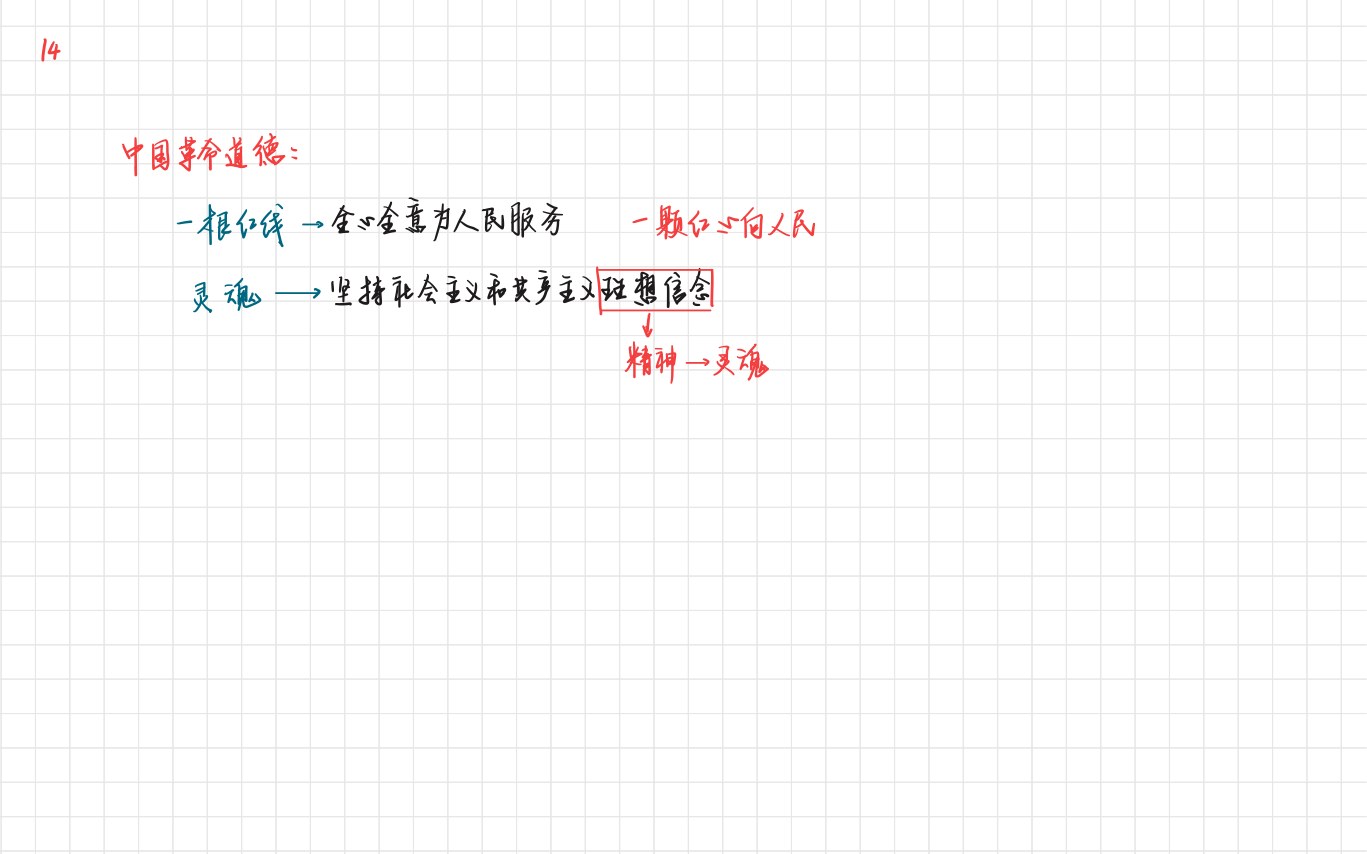 14
中国革命道德：
一根红线 → 全心全意为人民服务 一颗红心向人民
灵魂 → 坚持社会主义和共产主义理想信念
↓
精神 → 灵魂